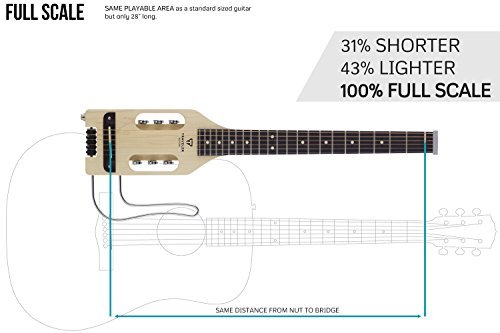 FULL SCALE
SAME PLAYABLE AREA as a standard sized guitar
but only 28" long.
31% SHORTER
43% LIGHTER
100% FULL SCALE
TRAVELER
SAME DISTANCE FROM NUT TO BRIDGE